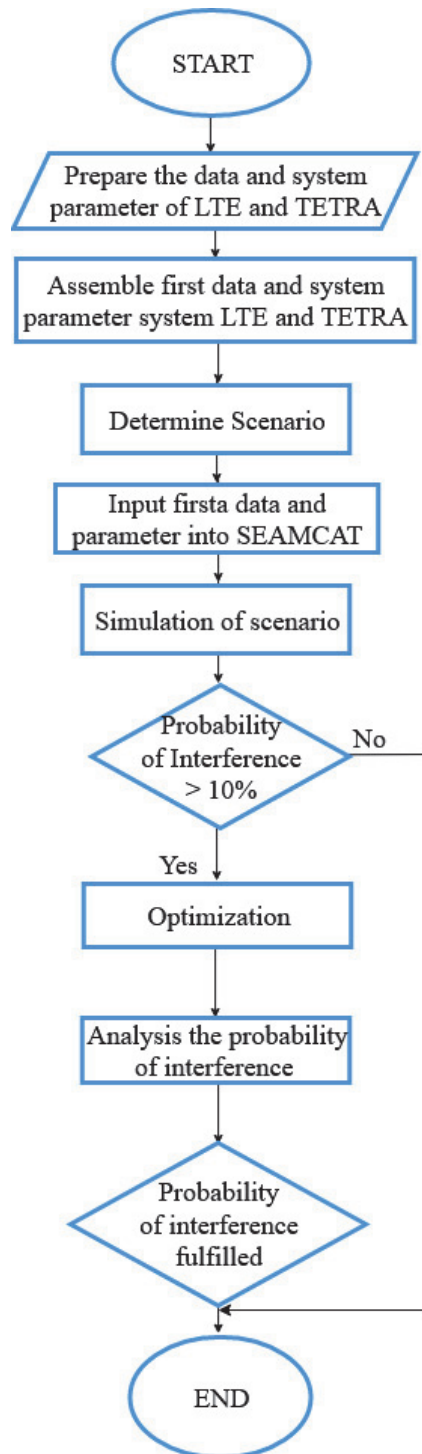 START
Prepare the data and system
parameter of LTE and TETRA
Assemble first data and system
parameter system LTE and TETRA
Determine Scenario
Input firsta data and
parameter into SEAMCAT
Simulation of scenario
Probability
of Interference
> 10%
No
Yes
Optimization
Analysis the probability
of interference
Probability
of interference
fulfilled
END